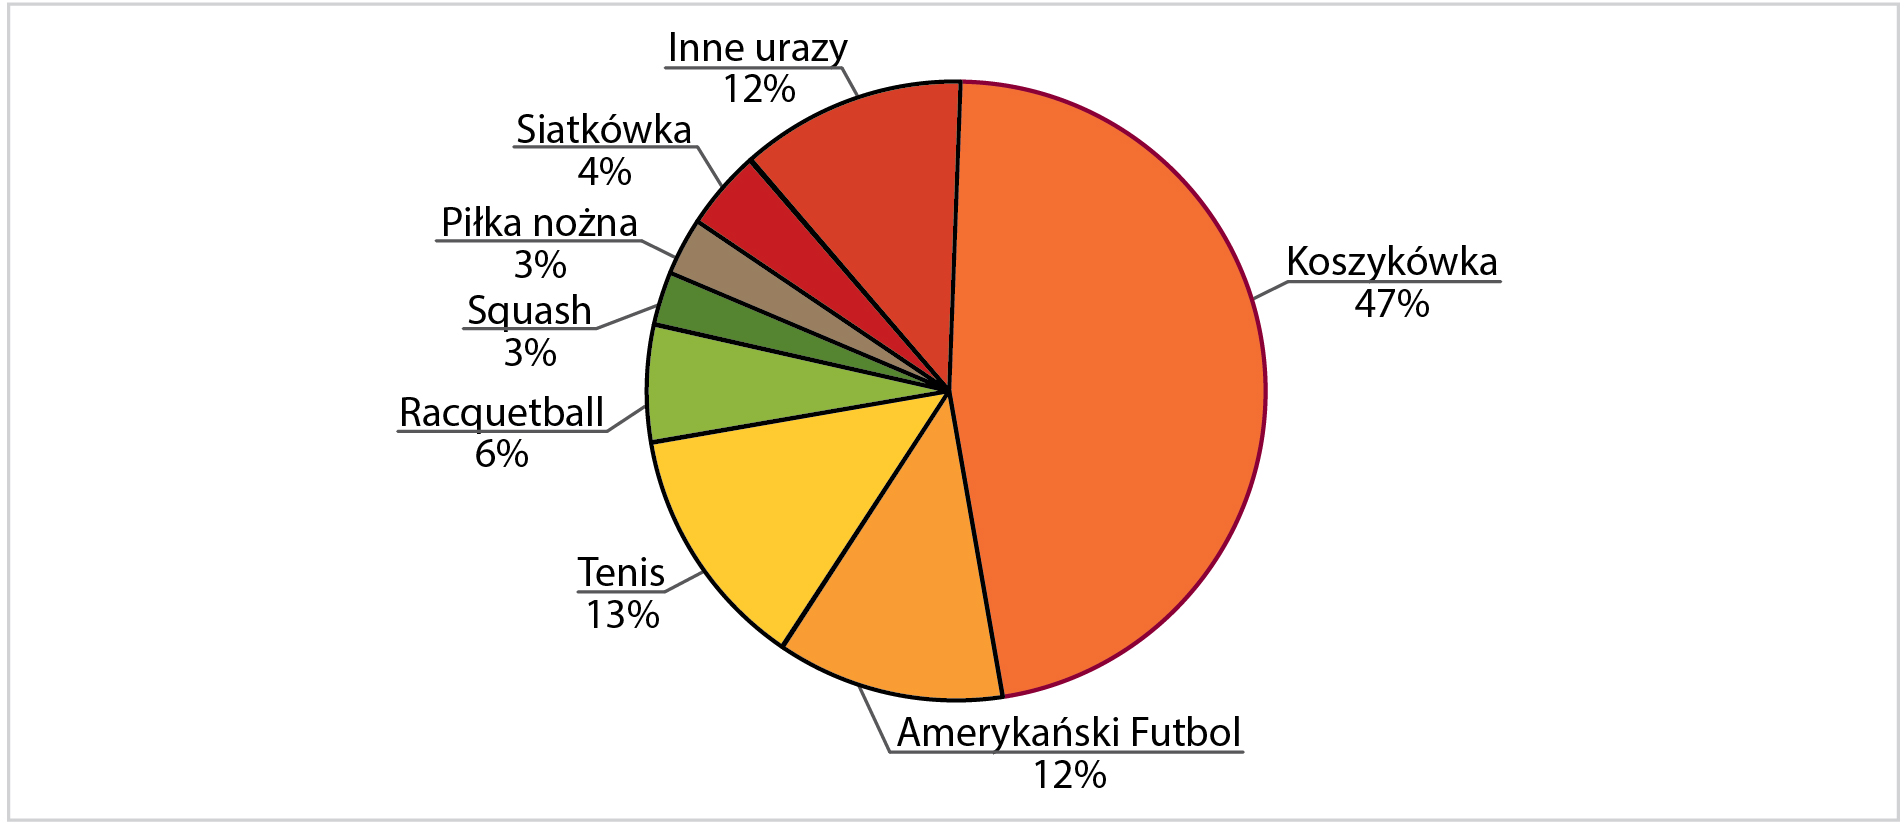 Inne urazy
12%
Siatkówka
4%
Piłka nożna
3%
Squash
3%
Racquetball
6%
Tenis
13%
Amerykański Futbol
12%
Koszykówka
47%